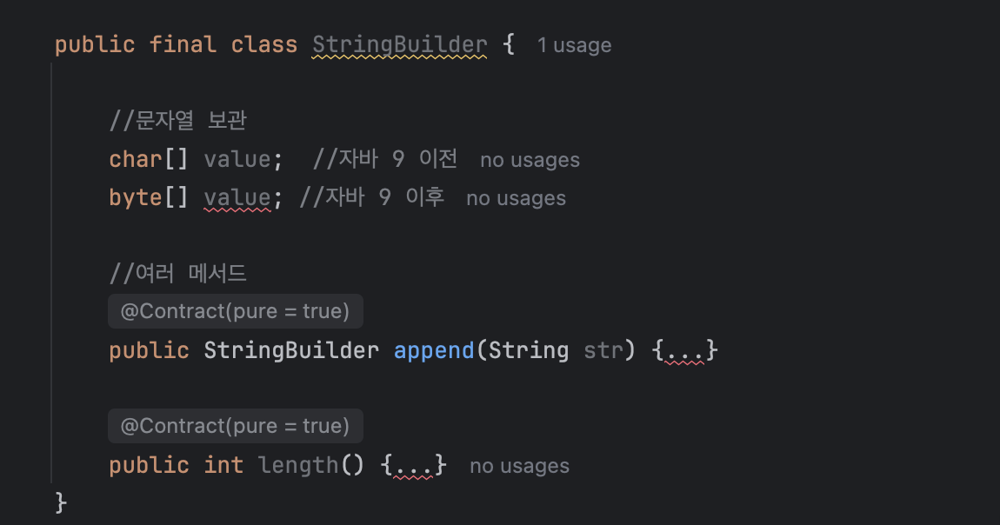 public final class StringBuilder { 1 usage
//문자열 보관
char[] value; //자바 9 이전 no usages
byte[] value; //자바 9 이후 no usages
//여러 메서드
@Contract(pure = true)
public StringBuilder append(String str) {...}
@Contract(pure = true)
public int length() {...} no usages
}